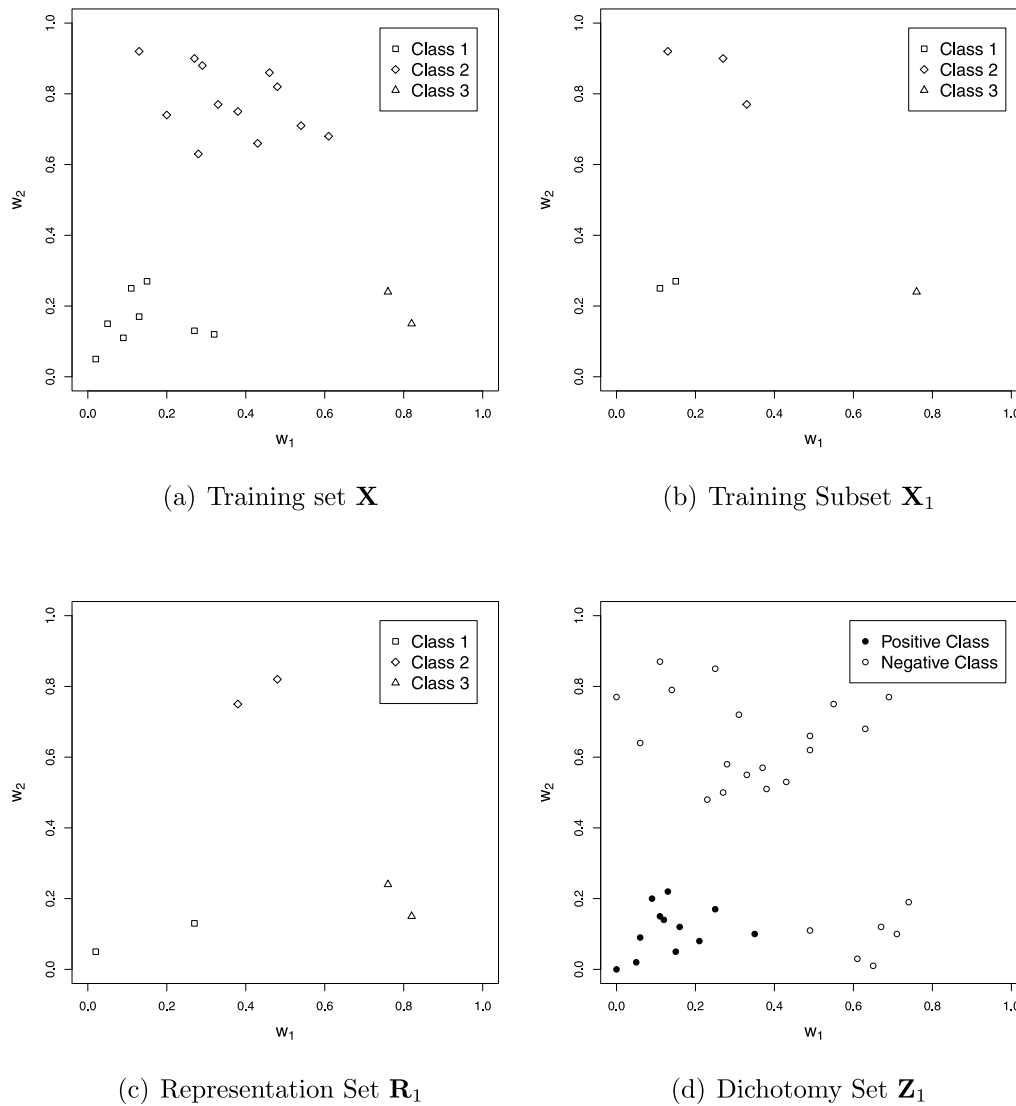 Class 1
Class 2
Class 3
w2
0.0 0.2 0.4 0.6 0.8 1.0
0.0 0.2 0.4 0.6 0.8 1.0
w1
(a) Training set X
Class 1
Class 2
Class 3
w2
0.0 0.2 0.4 0.6 0.8 1.0
0.0 0.2 0.4 0.6 0.8 1.0
w1
(b) Training Subset X1
Class 1
Class 2
Class 3
w2
0.0 0.2 0.4 0.6 0.8 1.0
0.0 0.2 0.4 0.6 0.8 1.0
w1
(c) Representation Set R1
Positive Class
Negative Class
w2
0.0 0.2 0.4 0.6 0.8 1.0
0.0 0.2 0.4 0.6 0.8 1.0
w1
(d) Dichotomy Set Z1